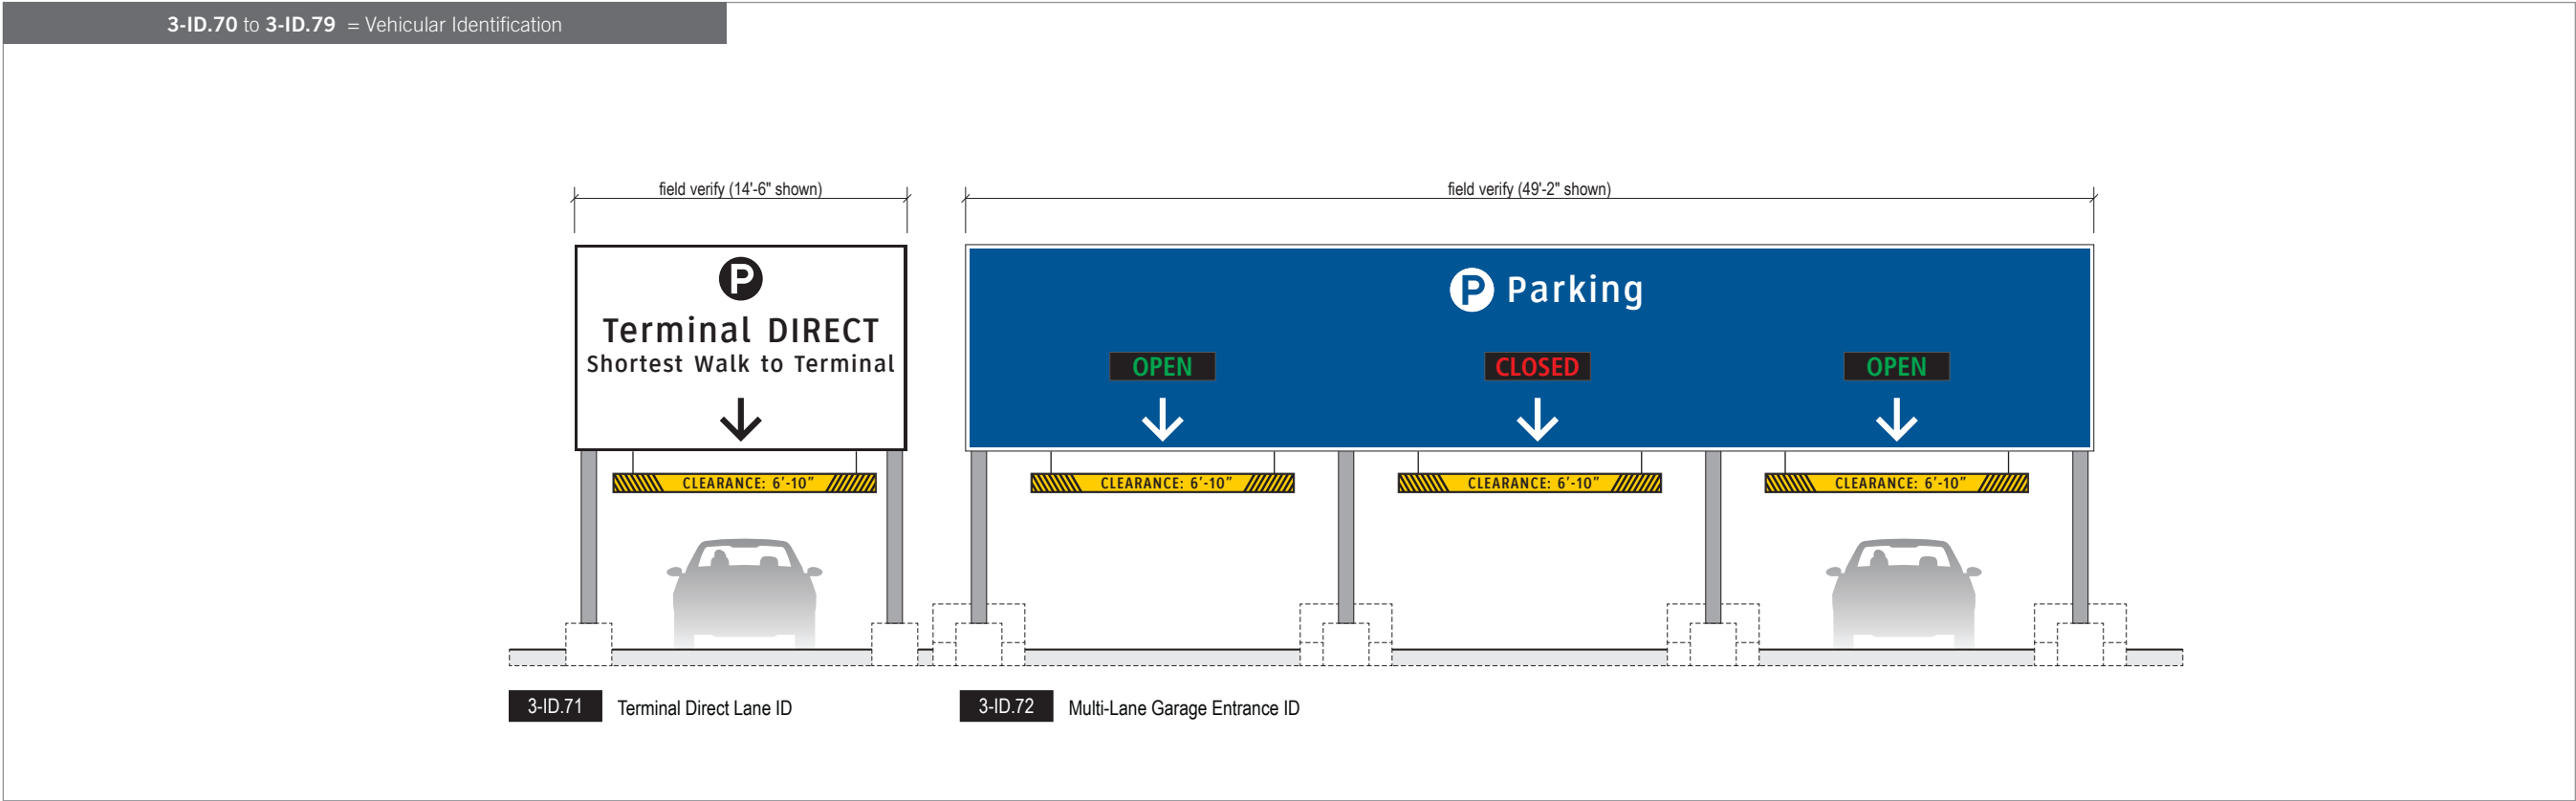 3-ID.70 to 3-ID.79 = Vehicular Identification
field verify (14'-6" shown)
field verify (49'-2" shown)
P
Terminal DIRECT
Shortest Walk to Terminal
P Parking
OPEN
CLOSED
OPEN
CLEARANCE: 6’-10”
CLEARANCE: 6’-10”
CLEARANCE: 6’-10”
CLEARANCE: 6’-10”
3-ID.71 Terminal Direct Lane ID
3-ID.72 Multi-Lane Garage Entrance ID